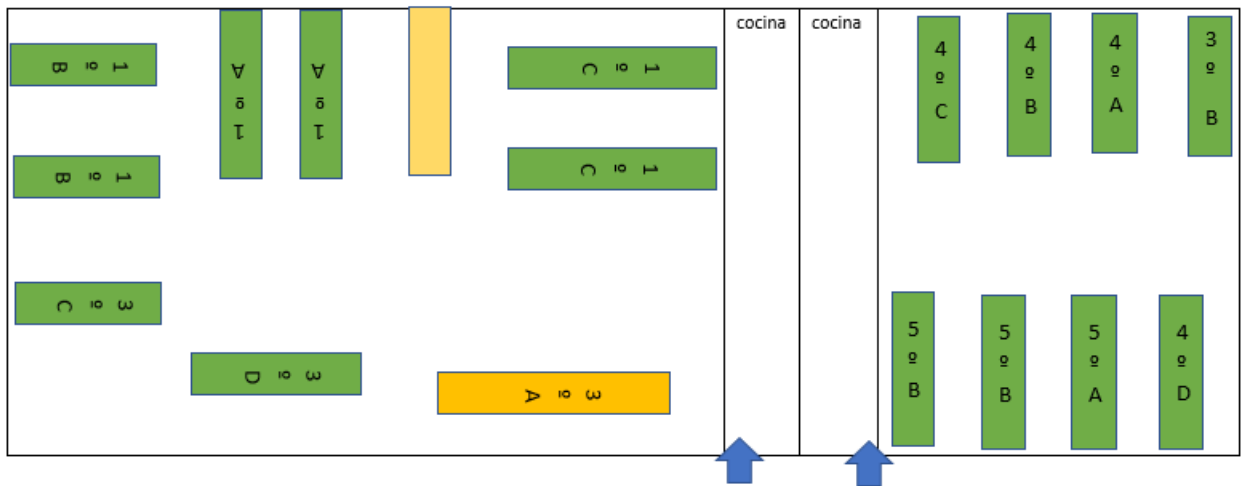 cocina
cocina
1º B
1º A
1º A
1º C
1º B
1º C
3º C
3º D
3º A
4º C
4º B
4º A
3º B
5º B
5º B
5º A
4º D